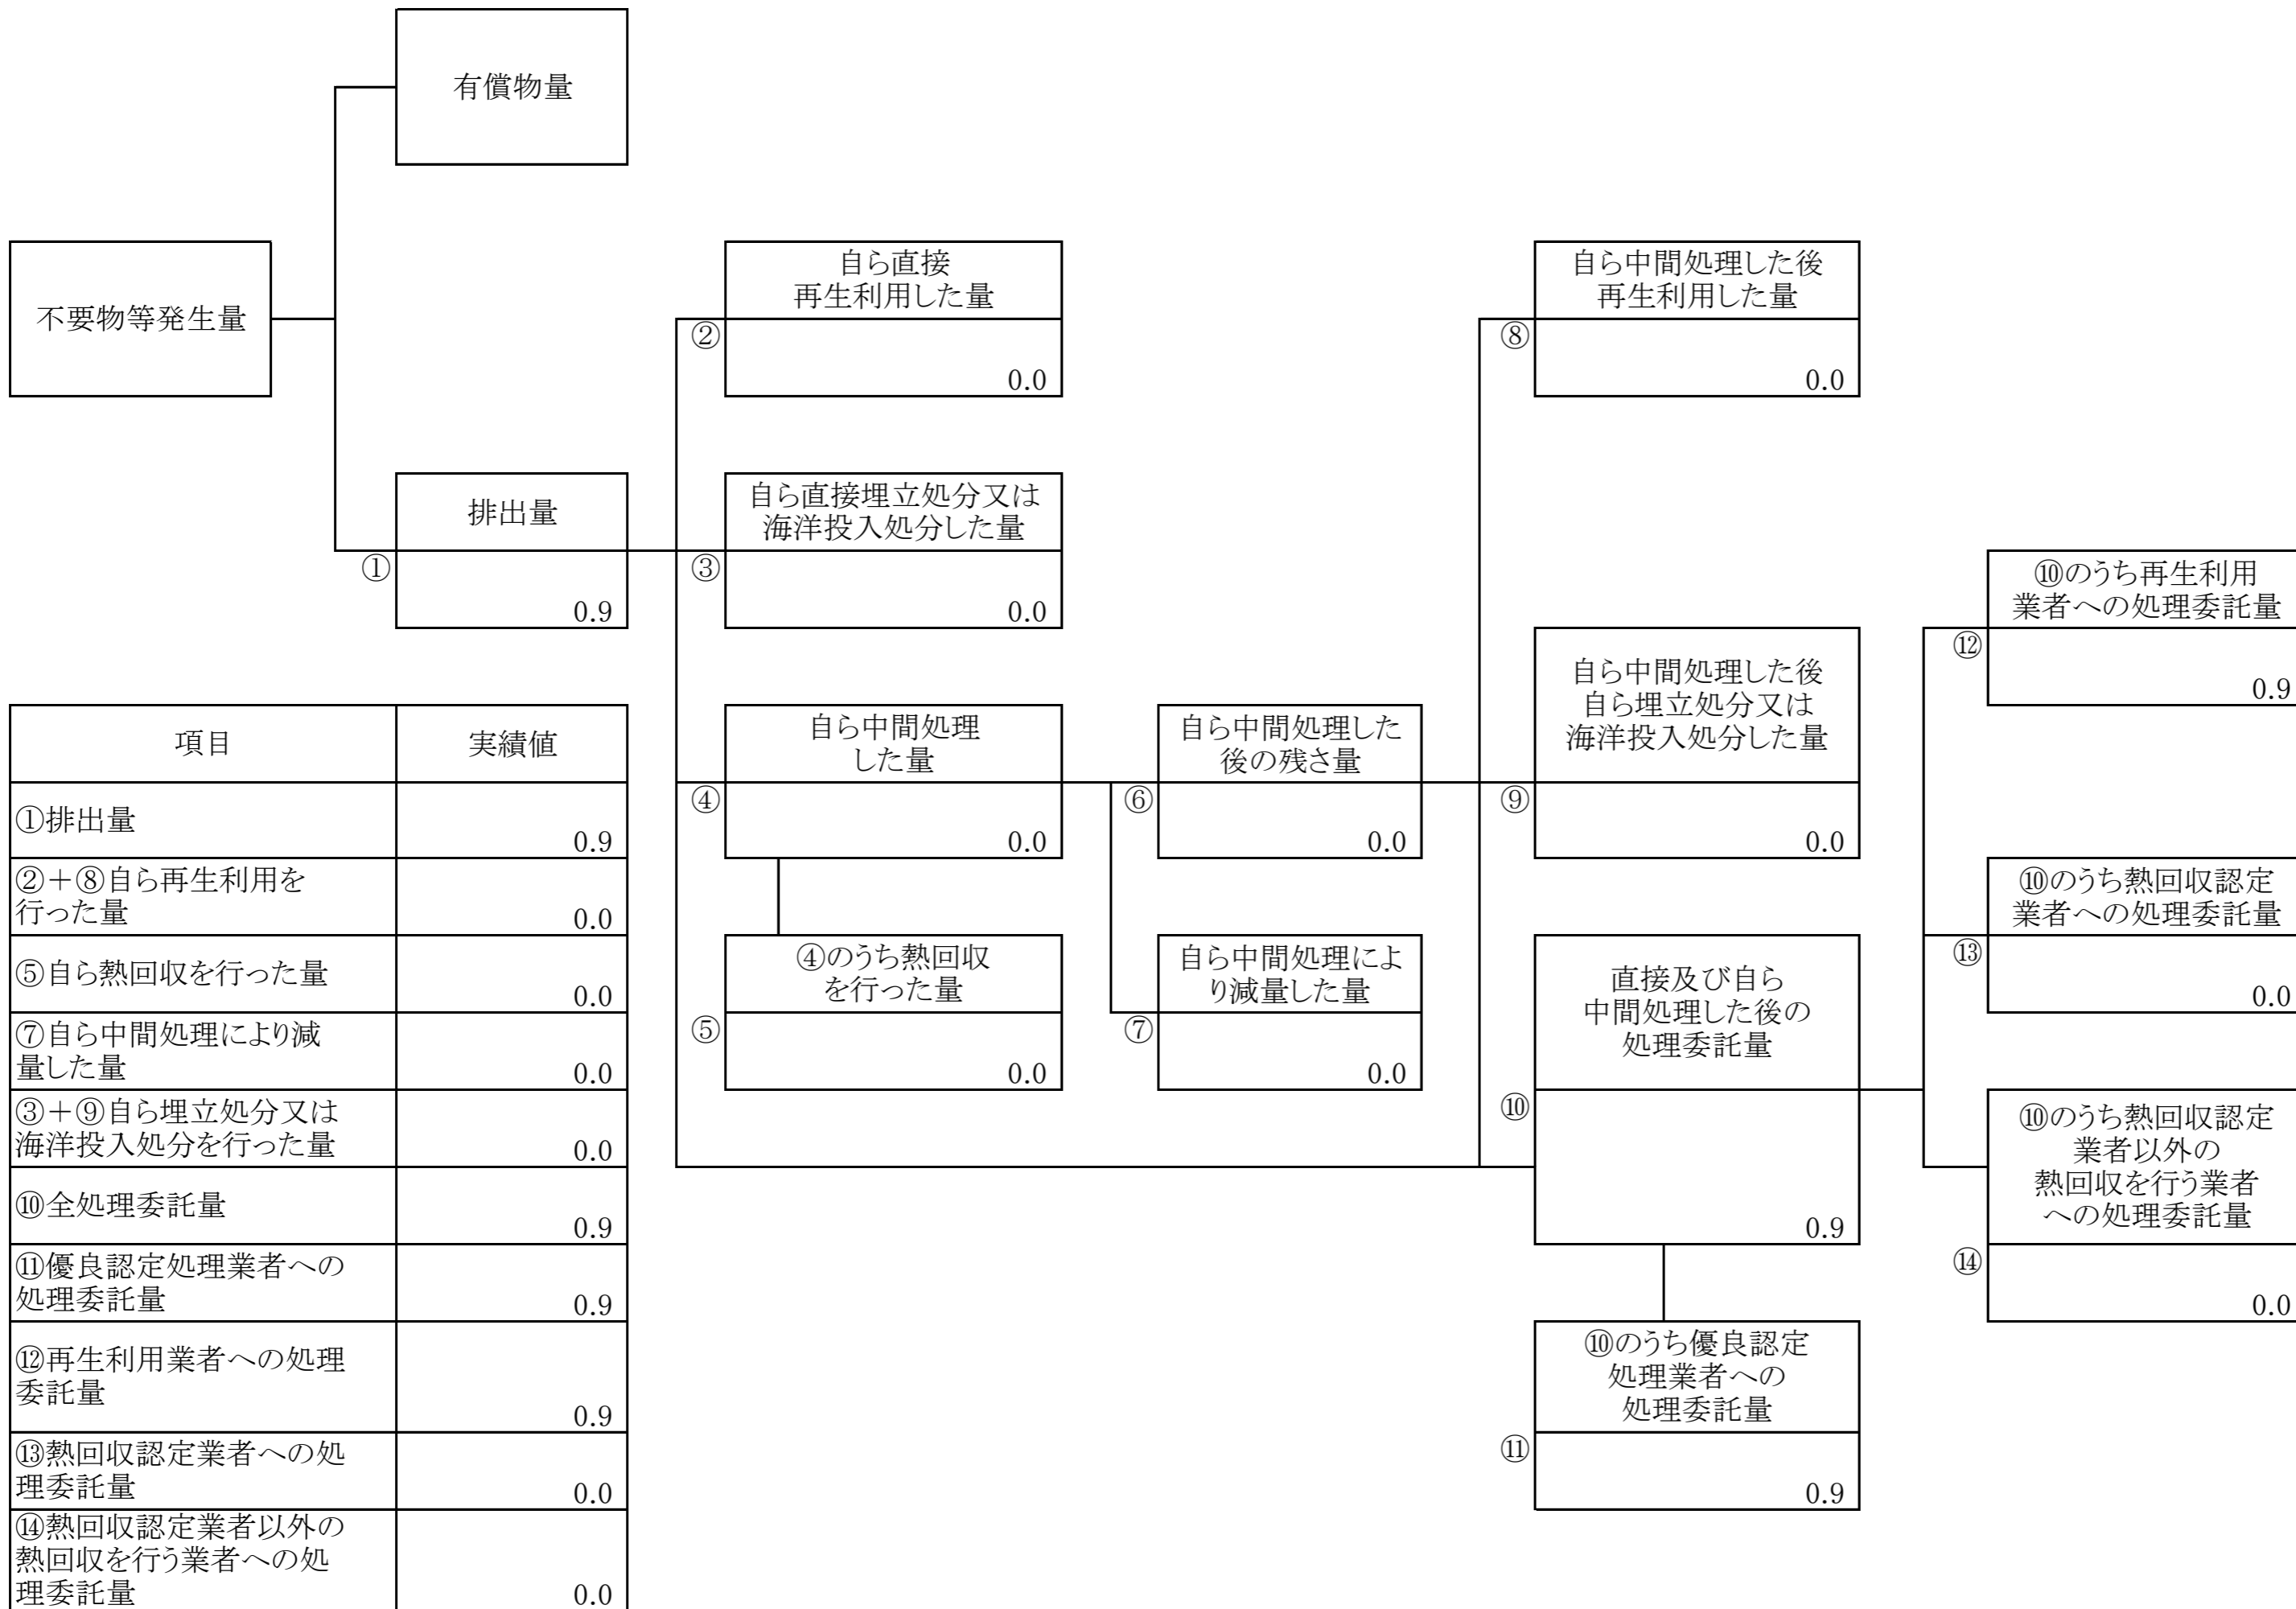 有償物量
不要物等発生量
自ら直接
再生利用した量
②
0.0
自ら中間処理した後
再生利用した量
⑧
0.0
排出量
①
0.9
自ら直接埋立処分又は
海洋投入処分した量
③
0.0
⑩のうち再生利用
業者への処理委託量
⑫
0.9
自ら中間処理
した量
④
0.0
自ら中間処理した
後の残さ量
⑥
0.0
自ら中間処理した後
自ら埋立処分又は
海洋投入処分した量
⑨
0.0
⑩のうち熱回収認定
業者への処理委託量
⑬
0.0
④のうち熱回収
を行った量
⑤
0.0
自ら中間処理によ
り減量した量
⑦
0.0
直接及び自ら
中間処理した後の
処理委託量
⑩
0.9
⑩のうち熱回収認定
業者以外の
熱回収を行う業者
への処理委託量
⑭
0.0
⑩のうち優良認定
処理業者への
処理委託量
⑪
0.9
項目 実績値
①排出量
0.9
②＋⑧自ら再生利用を
行った量
0.0
⑤自ら熱回収を行った量
0.0
⑦自ら中間処理により減
量した量
0.0
③＋⑨自ら埋立処分又は
海洋投入処分を行った量
0.0
⑩全処理委託量
0.9
⑪優良認定処理業者への
処理委託量
0.9
⑫再生利用業者への処理
委託量
0.9
⑬熱回収認定業者への処
理委託量
0.0
⑭熱回収認定業者以外の
熱回収を行う業者への処
理委託量
0.0